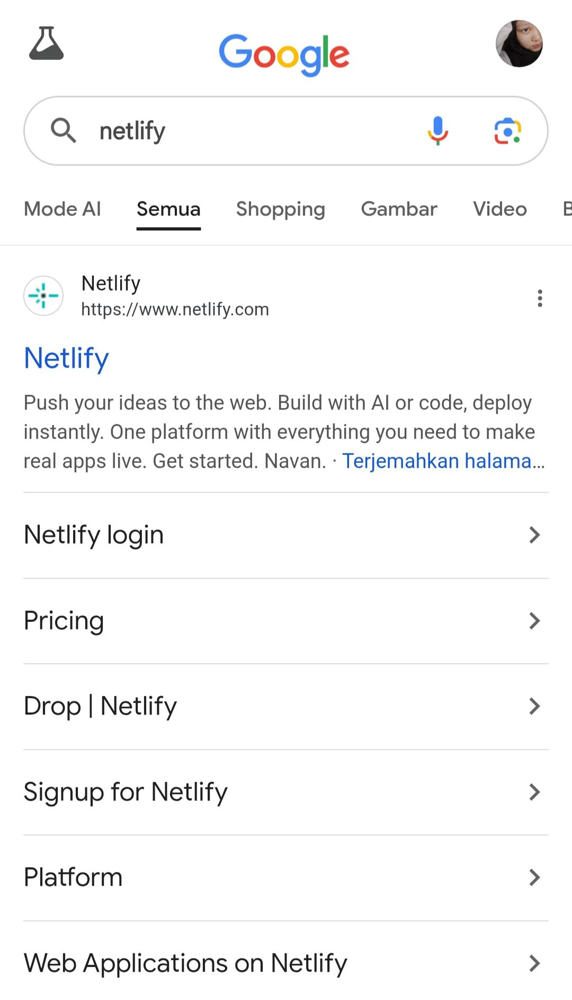 Google
netlify
Mode AI Semua Shopping Gambar Video B
Netlify
https://www.netlify.com
Netlify
Push your ideas to the web. Build with AI or code, deploy
instantly. One platform with everything you need to make
real apps live. Get started. Navan. · Terjemahkan halama...
Netlify login
Pricing
Drop | Netlify
Signup for Netlify
Platform
Web Applications on Netlify